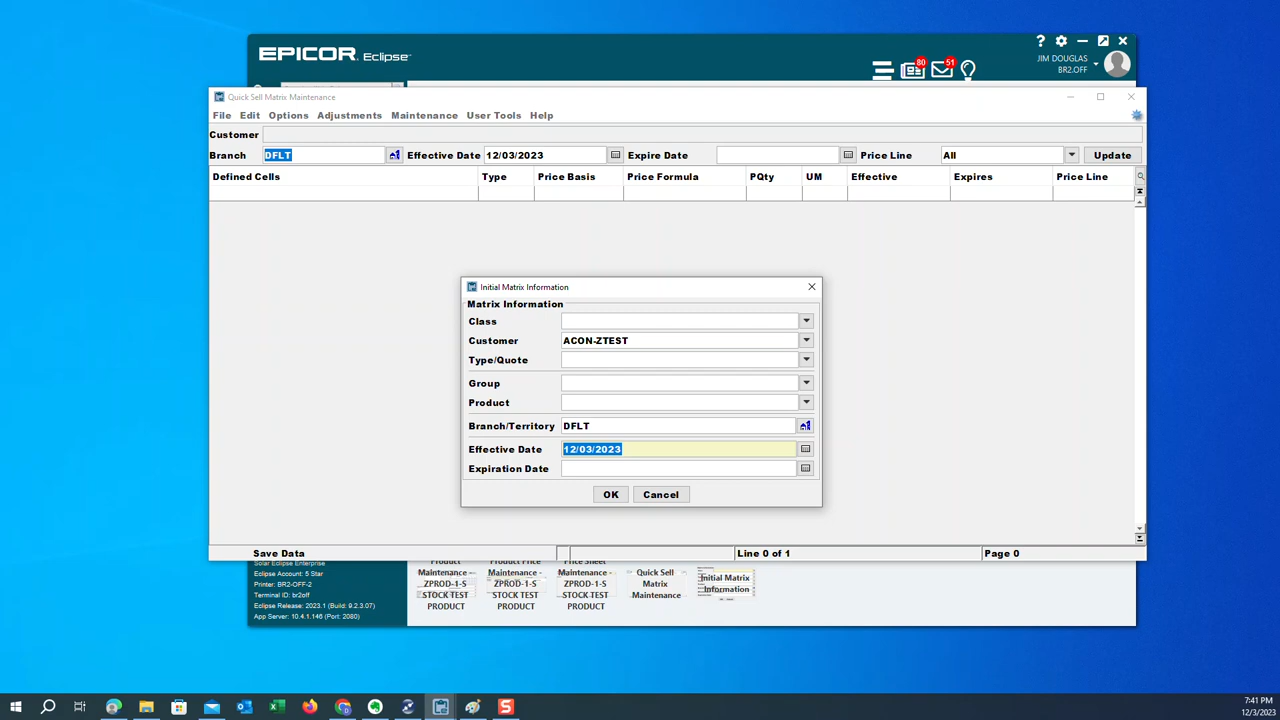 EPICOR Eclipse
80
51
JIM DOUGLAS
BR2.OFF
Quick Sell Matrix Maintenance
File Edit Options Adjustments Maintenance User Tools Help
Customer
Branch DFLT Effective Date 12/03/2023 Expire Date Price Line All Update
Defined Cells Type Price Basis Price Formula PQty UM Effective Expires Price Line
Initial Matrix Information
Matrix Information
Class
Customer ACON-ZTEST
Type/Quote
Group
Product
Branch/Territory DFLT
Effective Date 12/03/2023
Expiration Date
OK Cancel
Save Data Line 0 of 1 Page 0
Solar Eclipse Enterprise
Eclipse Account: 5 Star
Printer: BR2-OFF-2
Terminal ID: br2off
Eclipse Release: 2023.1 (Build: 9.2.3.07)
App Server: 10.4.1.146 (Port: 2080)
Product
Maintenance
ZPROD-1-S
STOCK TEST
PRODUCT
Product Price
Maintenance
ZPROD-1-S
STOCK TEST
PRODUCT
Price Sheet
Maintenance
ZPROD-1-S
STOCK TEST
PRODUCT
Quick Sell
Matrix
Maintenance
Initial Matrix
Information
7:41 PM
12/3/2023